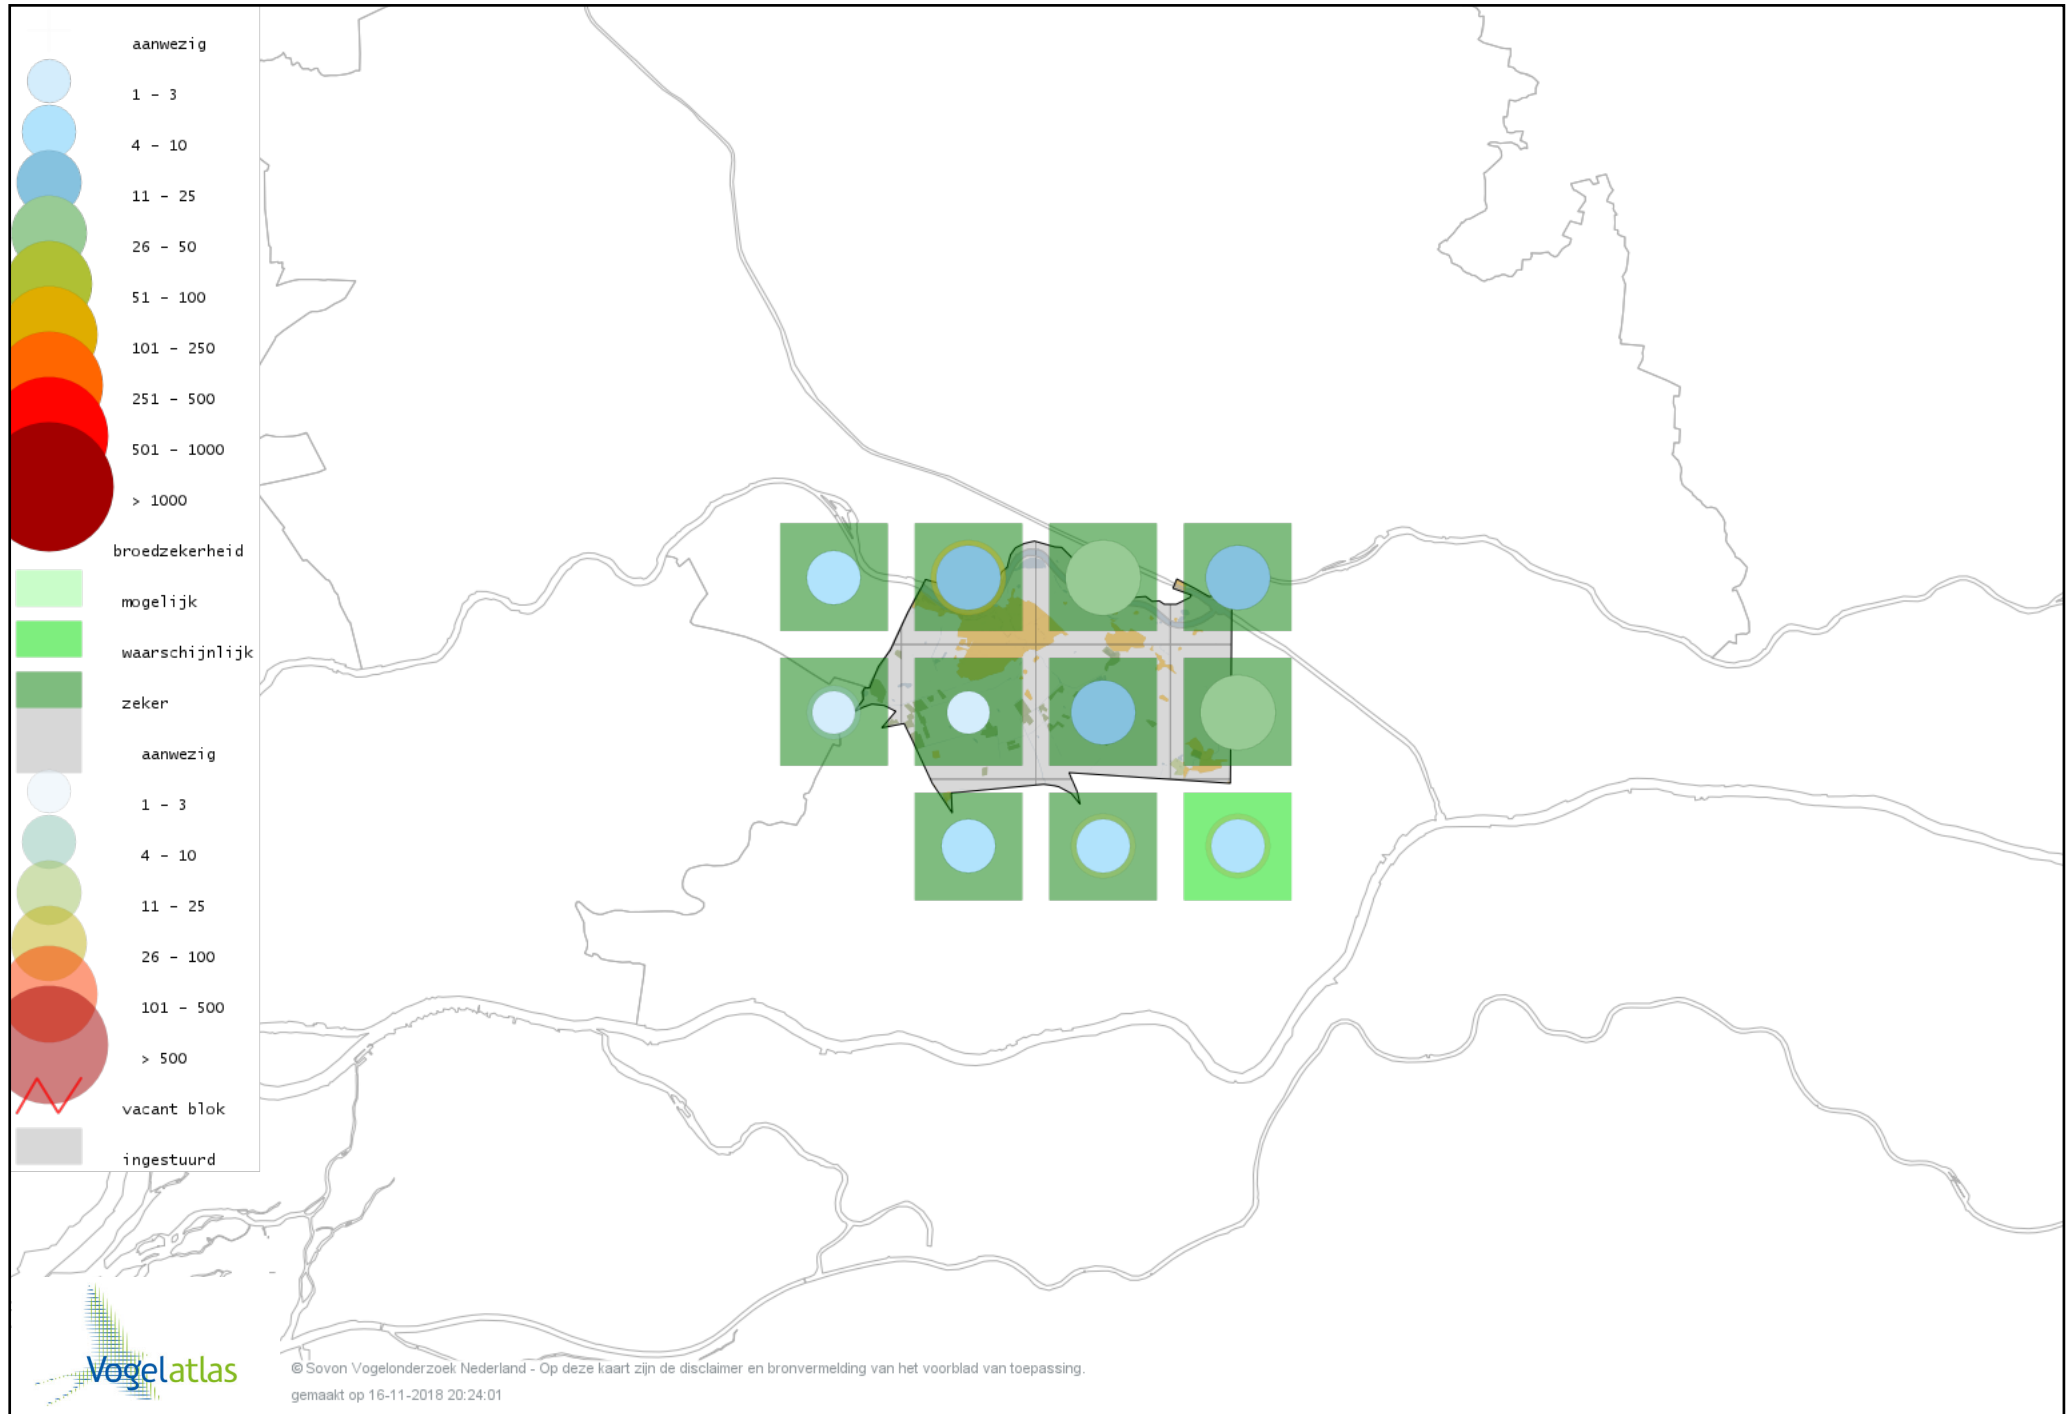 aanwezig
1 - 3
4 - 10
11 - 25
26 - 50
51 - 100
101 - 250
251 - 500
501 - 1000
> 1000
broedzekerheid
mogelijk
waarschijnlijk
zeker
aanwezig
1 - 3
4 - 10
11 - 25
26 - 100
101 - 500
> 500
vacant blok
ingestuurd
Vogelatlas
© Sovon Vogelonderzoek Nederland - Op deze kaart zijn de disclaimer en bronvermelding van het voorblad van toepassing.
gemaakt op 16-11-2018 20:24:01